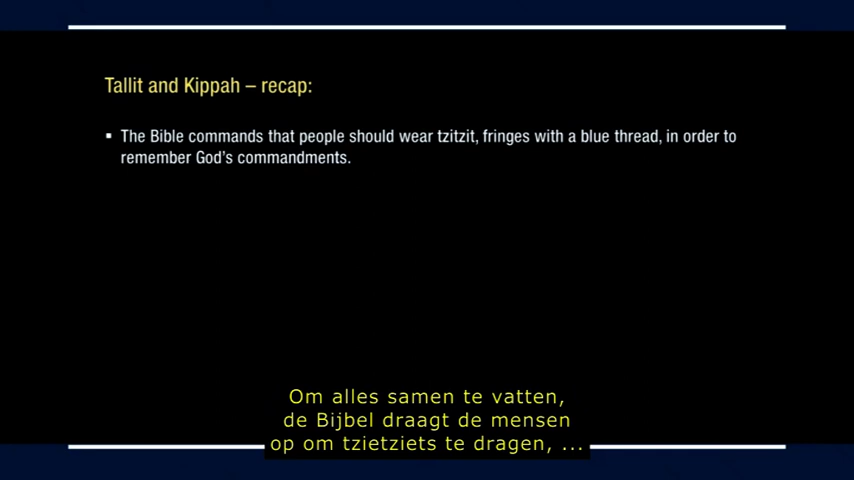 Tallit and Kippah – recap:
▪ The Bible commands that people should wear tzitzit, fringes with a blue thread, in order to
remember God's commandments.
Om alles samen te vatten,
de Bijbel draagt de mensen
op om tzietziets te dragen, ...